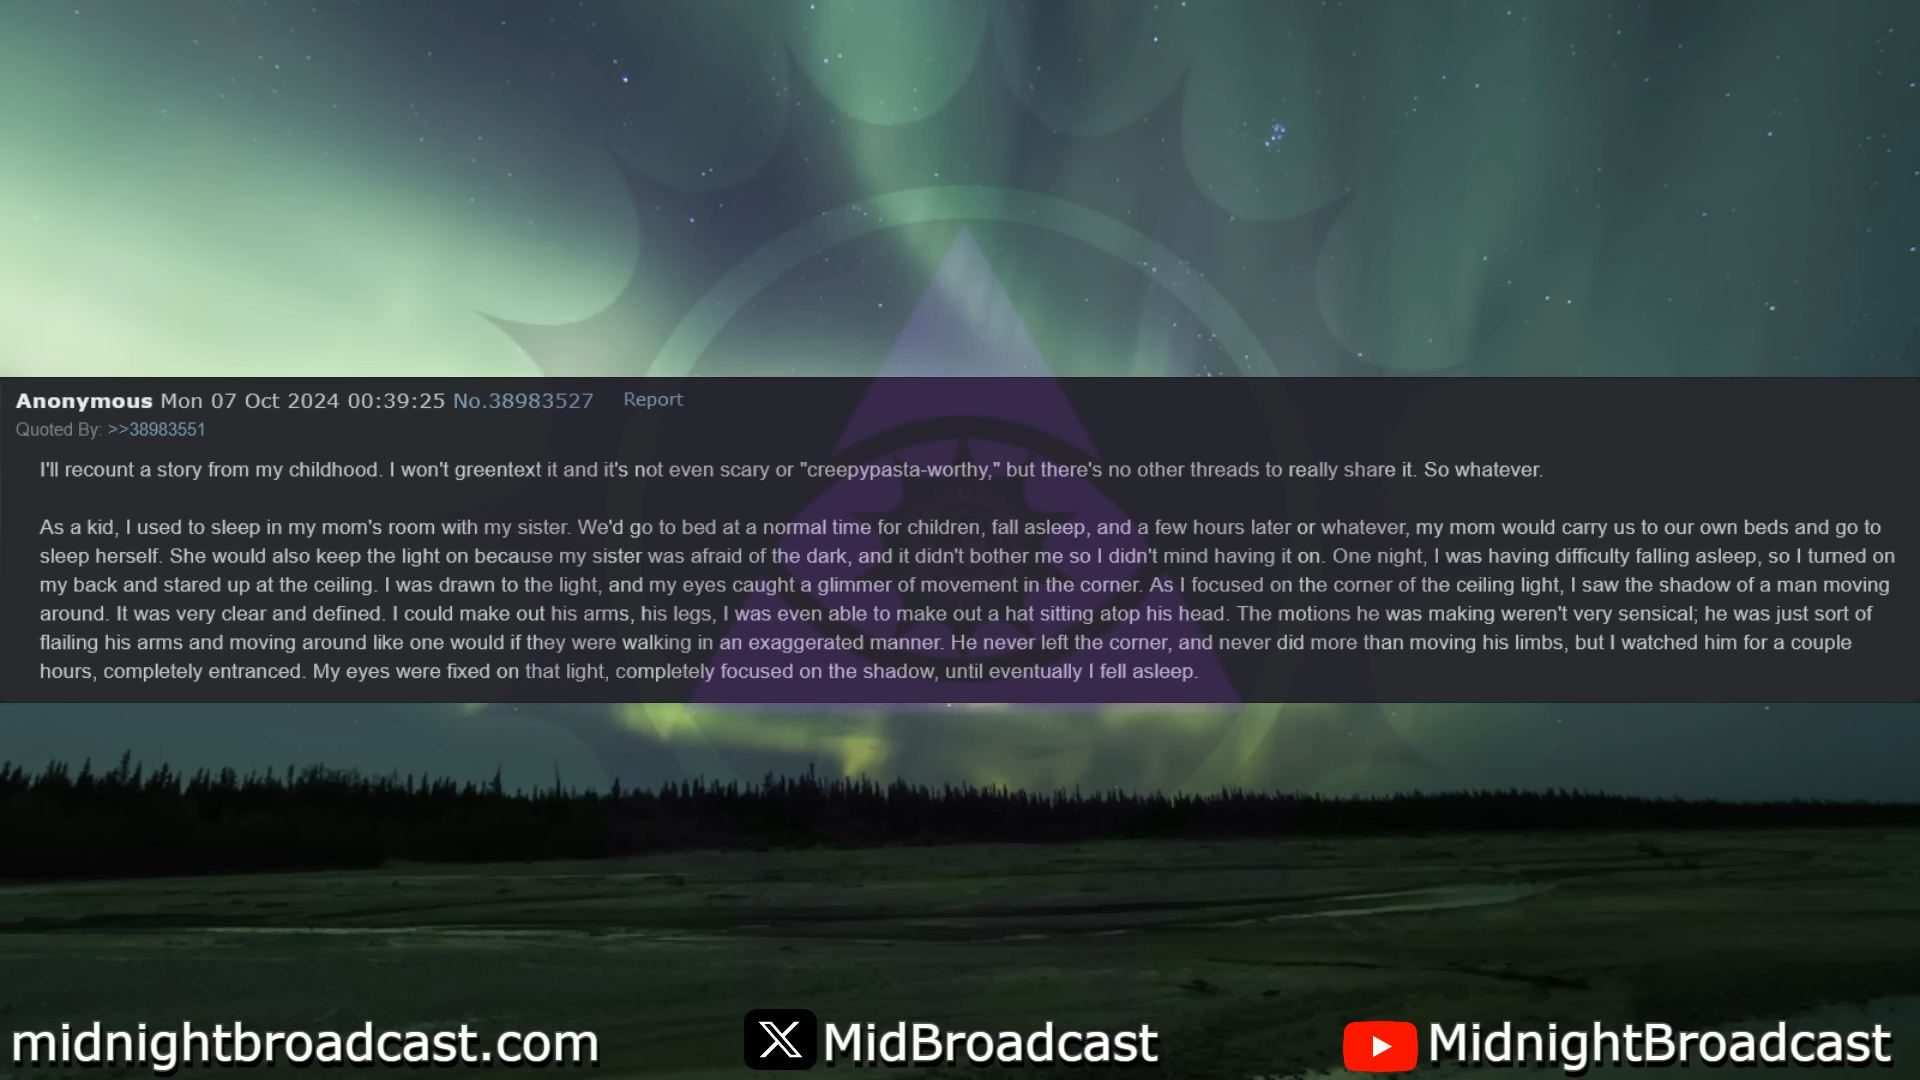 Anonymous Mon 07 Oct 2024 00:39:25 No.38983527 Report
Quoted By: >>38983551
I'll recount a story from my childhood. I won't greentext it and it's not even scary or "creepypasta-worthy," but there's no other threads to really share it. So whatever.
As a kid, I used to sleep in my mom's room with my sister. We'd go to bed at a normal time for children, fall asleep, and a few hours later or whatever, my mom would carry us to our own beds and go to
sleep herself. She would also keep the light on because my sister was afraid of the dark, and it didn't bother me so I didn't mind having it on. One night, I was having difficulty falling asleep, so I turned on
my back and stared up at the ceiling. I was drawn to the light, and my eyes caught a glimmer of movement in the corner. As I focused on the corner of the ceiling light, I saw the shadow of a man moving
around. It was very clear and defined. I could make out his arms, his legs, I was even able to make out a hat sitting atop his head. The motions he was making weren't very sensical; he was just sort of
flailing his arms and moving around like one would if they were walking in an exaggerated manner. He never left the corner, and never did more than moving his limbs, but I watched him for a couple
hours, completely entranced. My eyes were fixed on that light, completely focused on the shadow, until eventually I fell asleep.
midnightbroadcast.com X MidBroadcast MidnightBroadcast